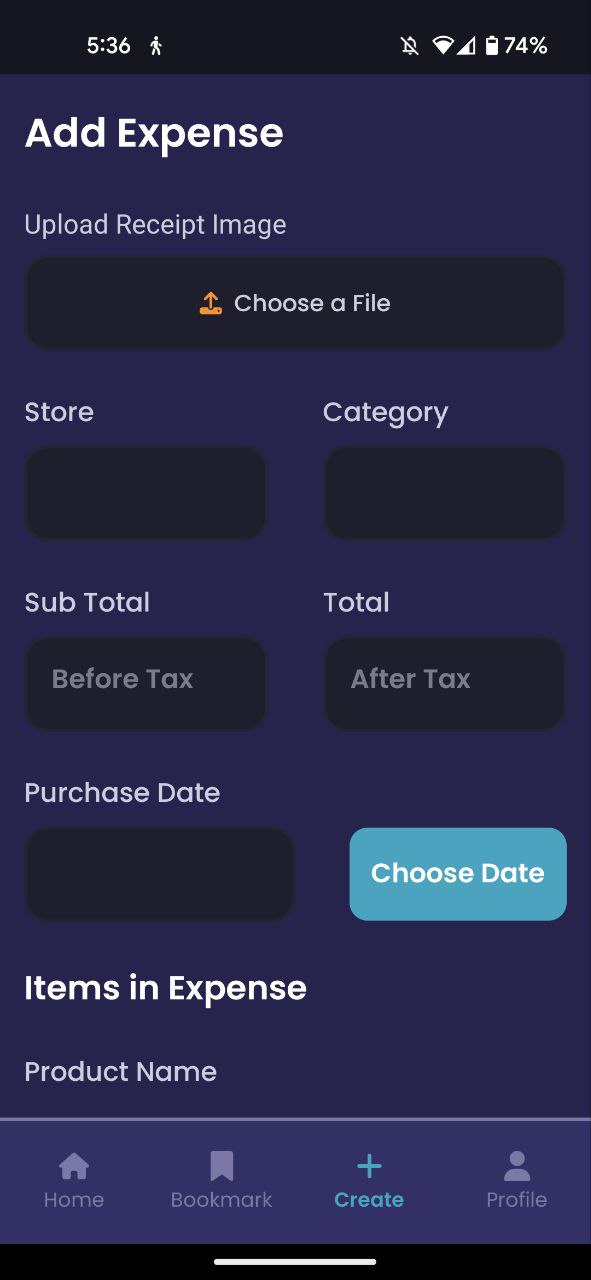 5:36 74%
Add Expense
Upload Receipt Image
Choose a File
Store Category
Sub Total Total
Before Tax After Tax
Purchase Date
Choose Date
Items in Expense
Product Name
Home Bookmark Create Profile